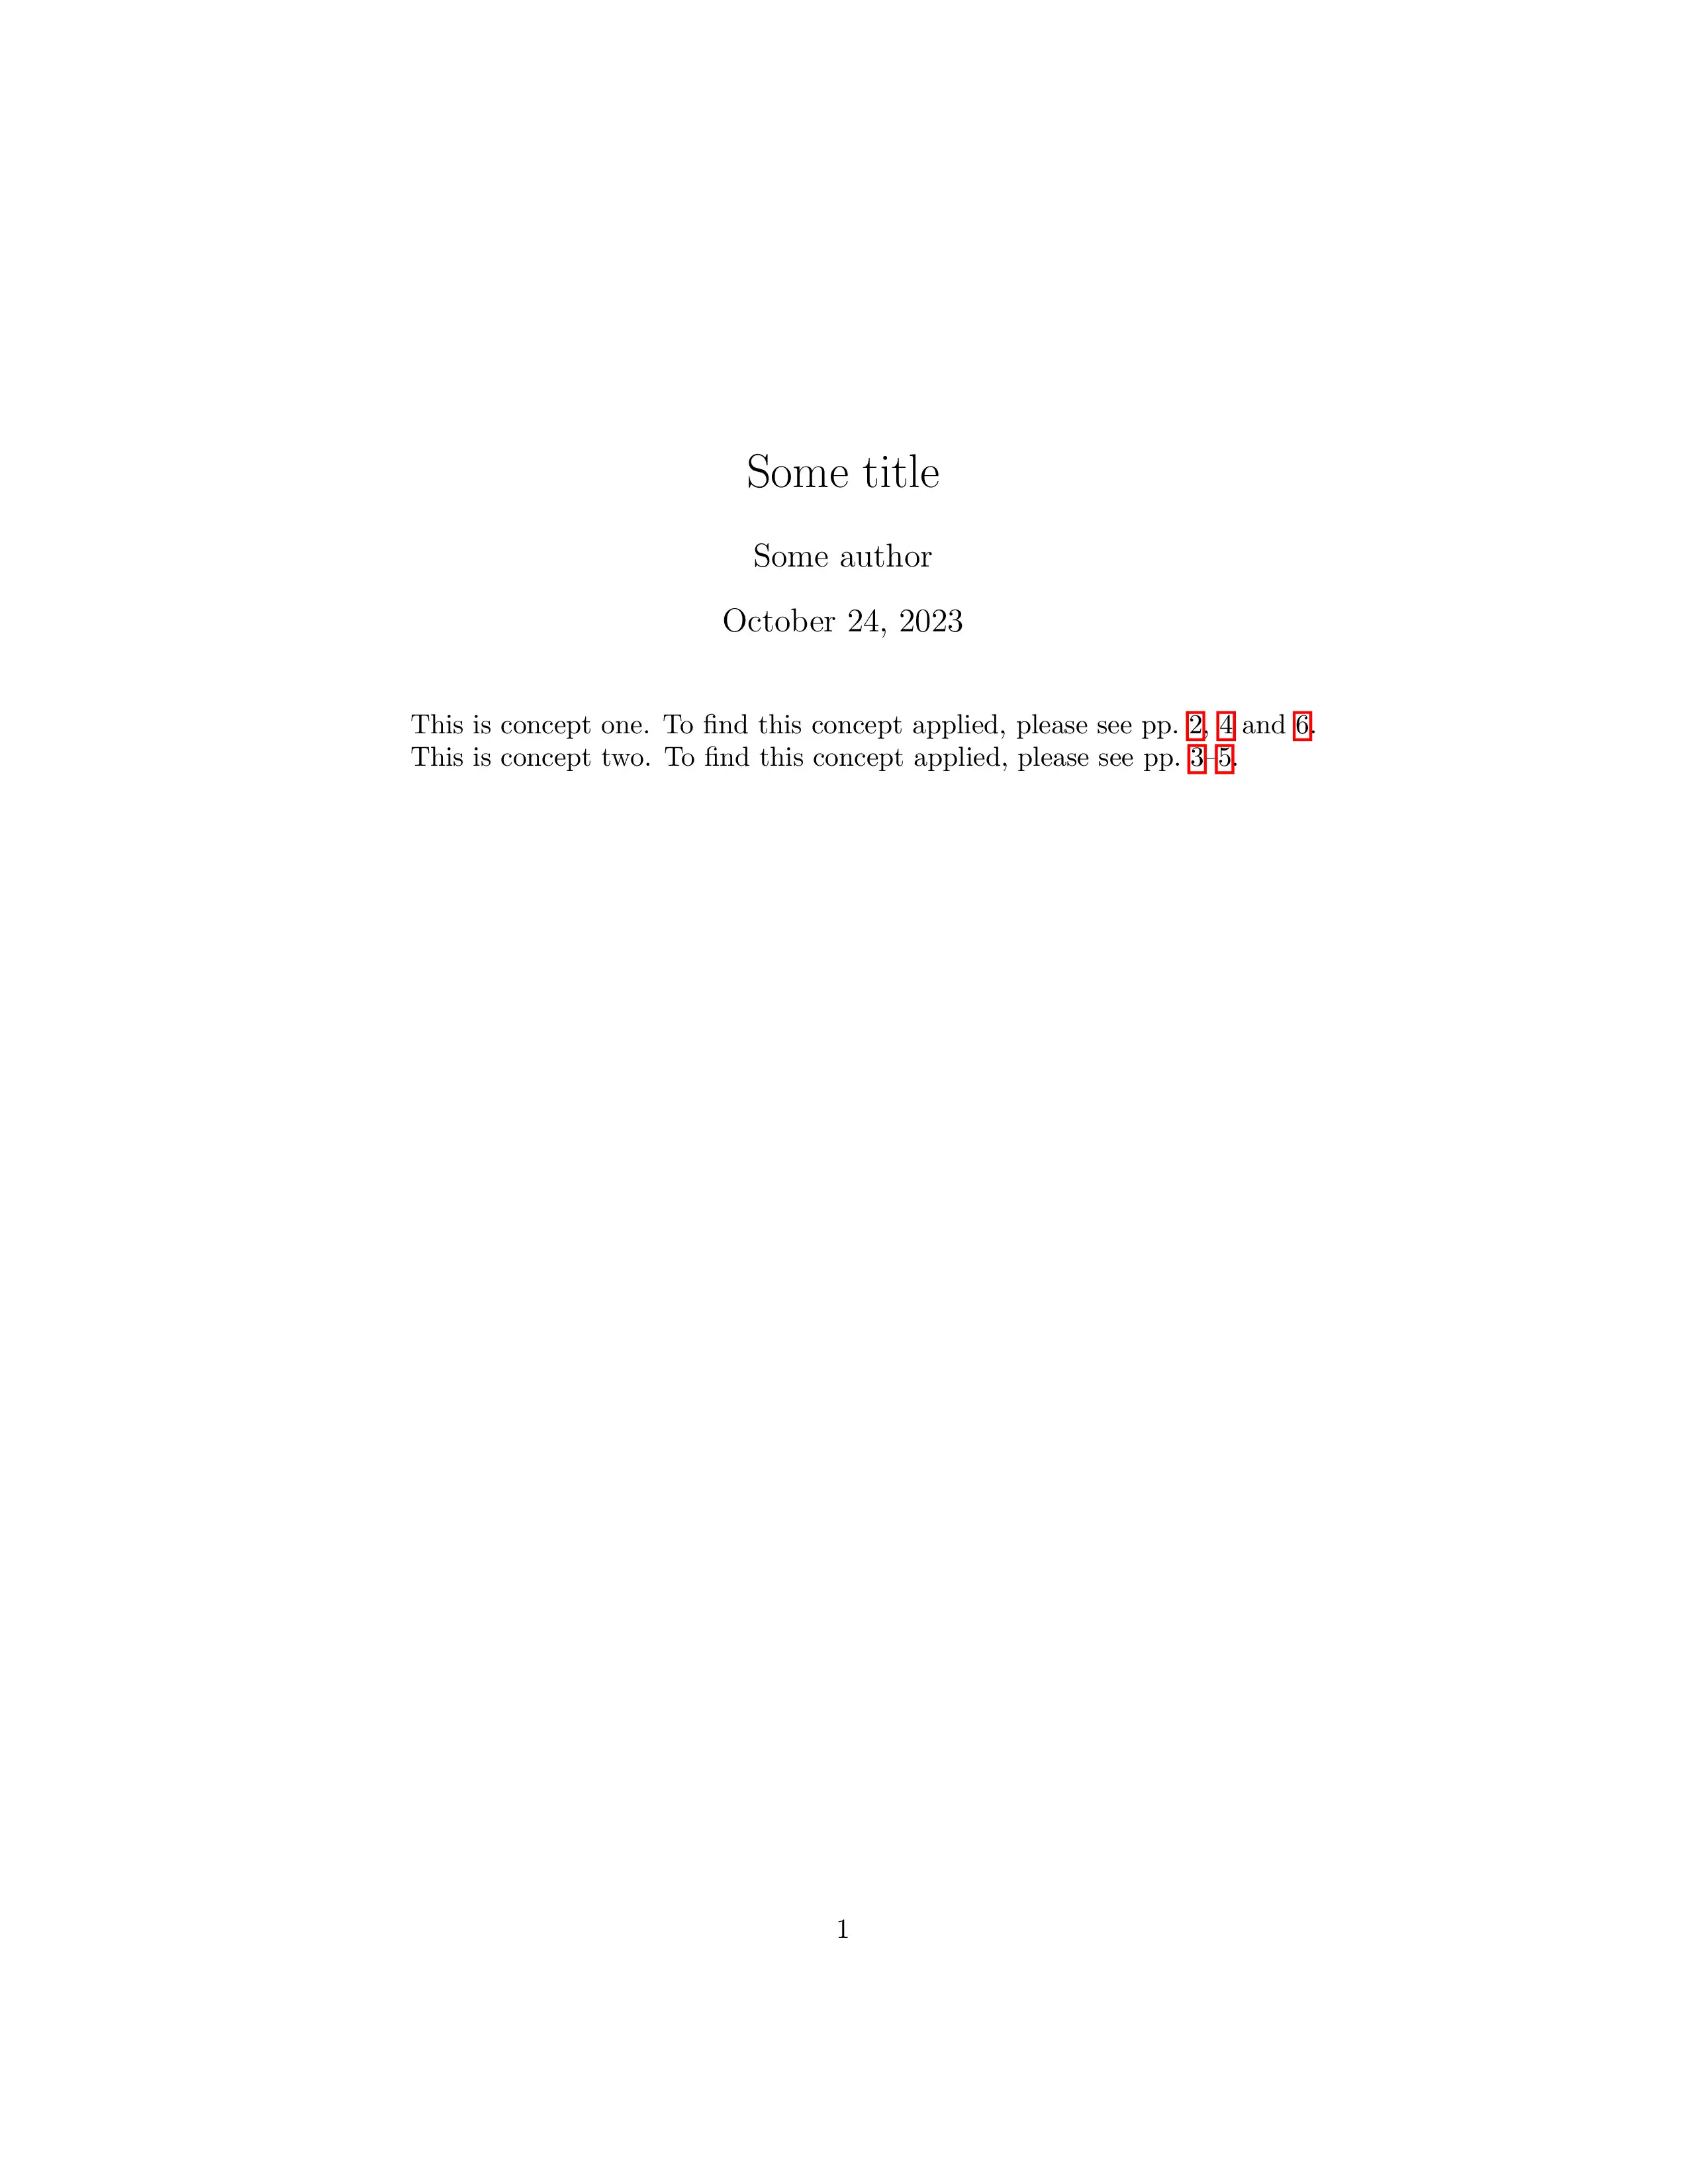 Some title
Some author
October 24, 2023
This is concept one. To find this concept applied, please see pp. 2, 4 and 6.
This is concept two. To find this concept applied, please see pp. 3–5.
1